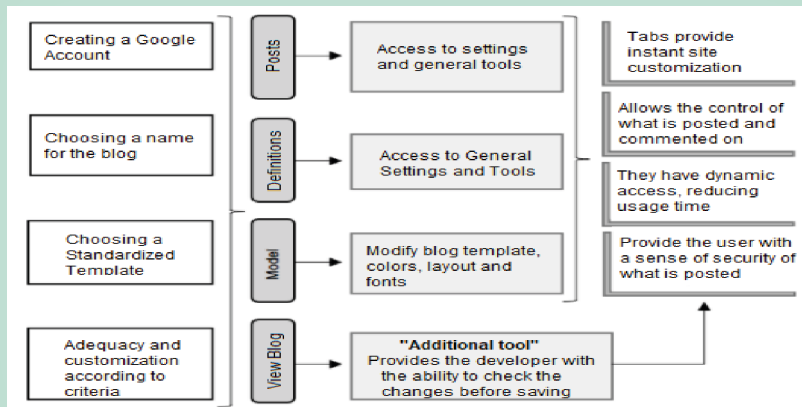 Creating a Google
Account
Choosing a name
for the blog
Choosing a
Standardized
Template
Adequacy and
customization
according to
criteria
Posts
Definitions
Model
View Blog
Access to settings
and general tools
Access to General
Settings and Tools
Modify blog template,
colors, layout and
fonts
"Additional tool"
Provides the developer with
the ability to check the
changes before saving
Tabs provide
instant site
customization
Allows the control of
what is posted and
commented on
They have dynamic
access, reducing
usage time
Provide the user with
a sense of security of
what is posted